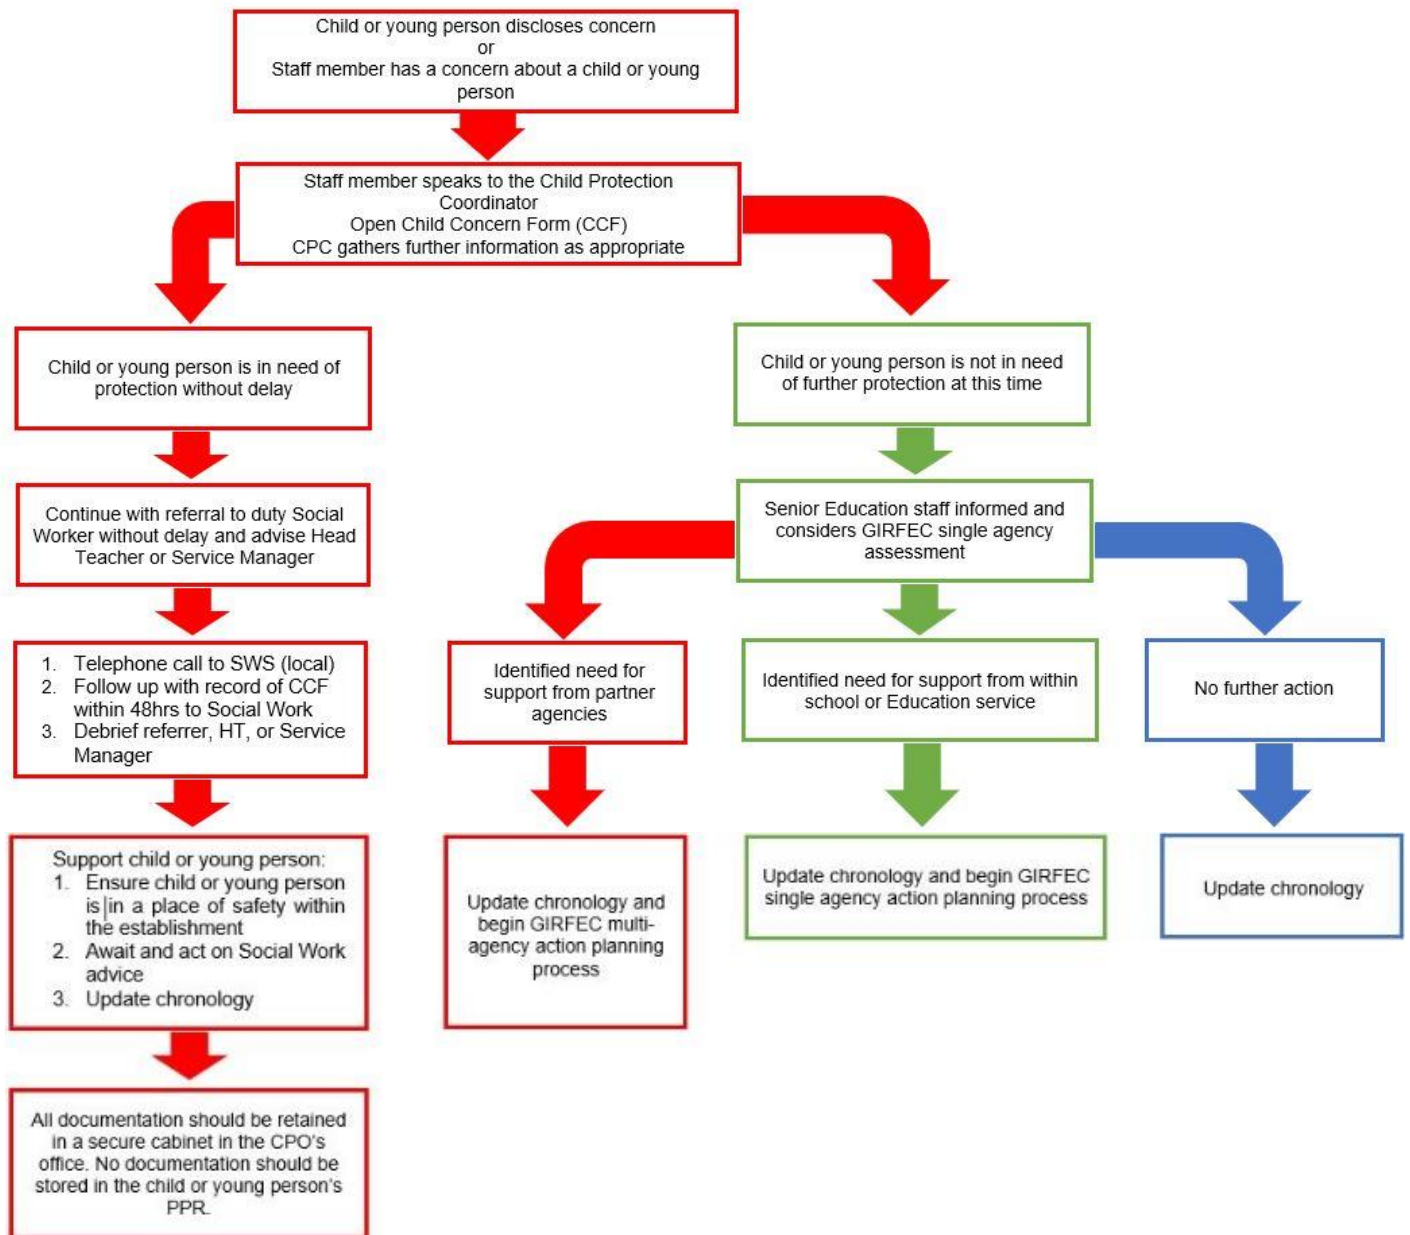 Child or young person discloses concern
or
Staff member has a concern about a child or young
person
Staff member speaks to the Child Protection
Coordinator
Open Child Concern Form (CCF)
CPC gathers further information as appropriate
Child or young person is in need of
protection without delay
Child or young person is not in need
of further protection at this time
Continue with referral to duty Social
Worker without delay and advise Head
Teacher or Service Manager
Senior Education staff informed and
considers GIRFEC single agency
assessment
1. Telephone call to SWS (local)
2. Follow up with record of CCF
within 48hrs to Social Work
3. Debrief referrer, HT, or Service
Manager
Identified need for
support from partner
agencies
Identified need for support from within
school or Education service
No further action
Support child or young person:
1. Ensure child or young person
is in a place of safety within
the establishment
2. Await and act on Social Work
advice
3. Update chronology
Update chronology and
begin GIRFEC multi-
agency action planning
process
Update chronology and begin GIRFEC
single agency action planning process
Update chronology
All documentation should be retained
in a secure cabinet in the CPO's
office. No documentation should be
stored in the child or young person's
PPR.